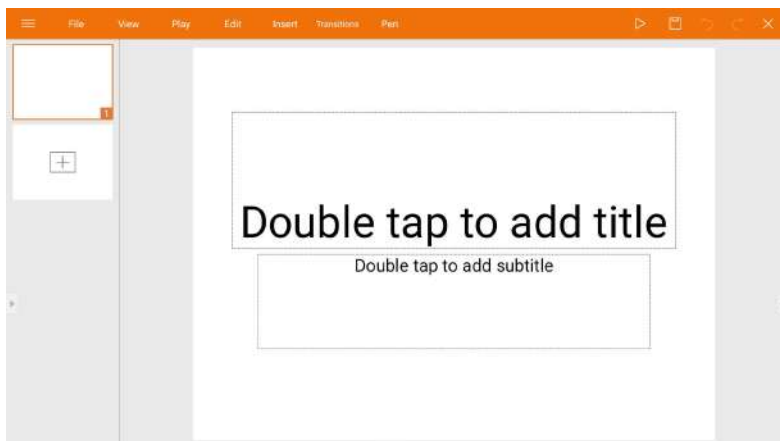 File View Play Edit Insert Transitions Pen
1
Double tap to add title
Double tap to add subtitle